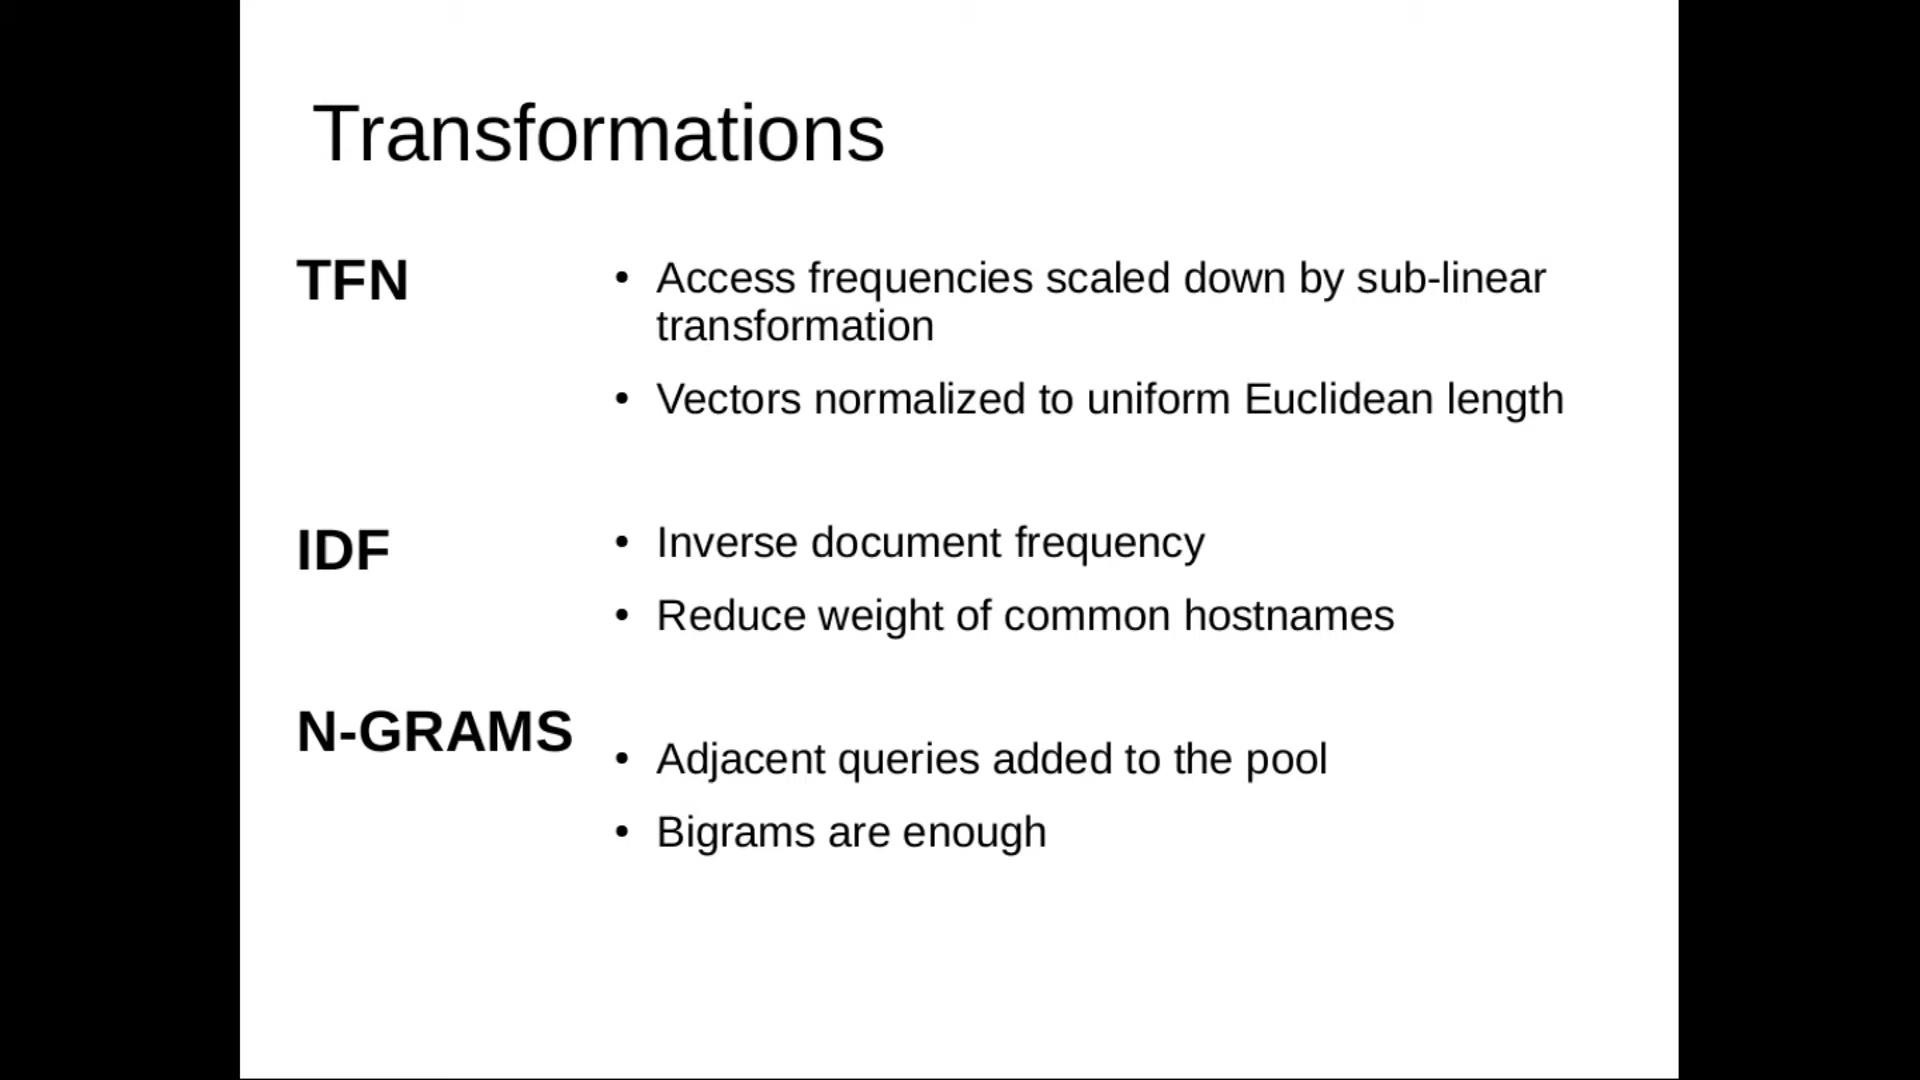 Transformations
TFN
• Access frequencies scaled down by sub-linear
transformation
• Vectors normalized to uniform Euclidean length
IDF
• Inverse document frequency
• Reduce weight of common hostnames
N-GRAMS
• Adjacent queries added to the pool
• Bigrams are enough